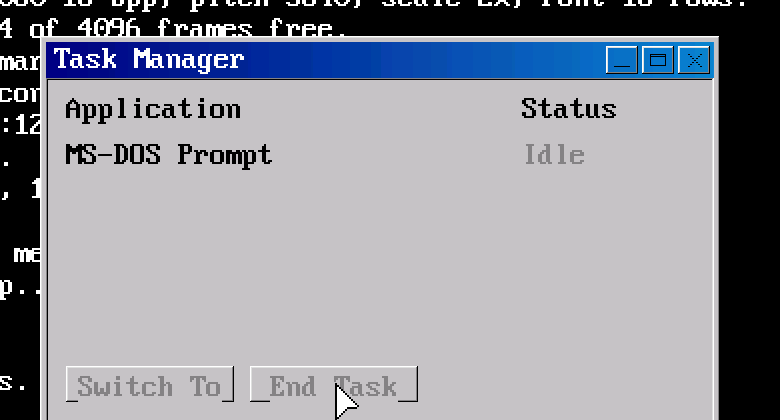 4 of 4096 frames free.
Task Manager
Application Status
MS-DOS Prompt Idle
Switch To End Task